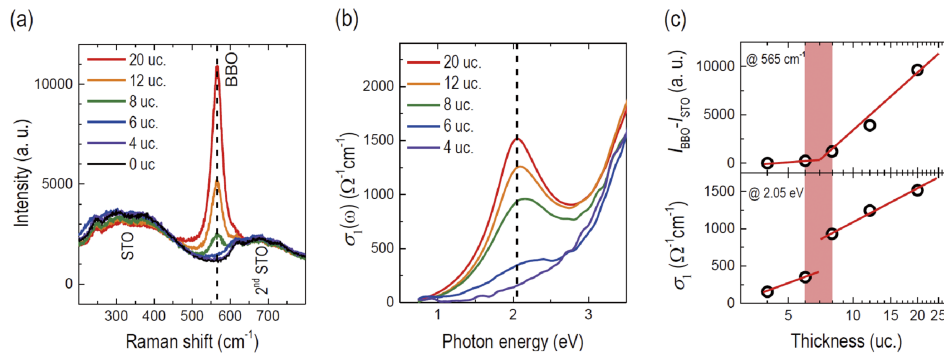 (a)
Intensity (a. u.)
10000
5000
0
20 uc.
12 uc.
8 uc.
6 uc.
4 uc.
0 uc
BBO
STO
2nd STO
200 300 400 500 600 700
Raman shift (cm-1)
(b)
σ1(ω) (Ω-1cm-1)
2000
1500
1000
500
0
20 uc.
12 uc.
8 uc.
6 uc.
4 uc.
1 2 3
Photon energy (eV)
(c)
IBBO-ISTO (a. u.)
10000
5000
0
@ 565 cm-1
σ1 (Ω-1cm-1)
1500
1000
500
0
@ 2.05 eV
5 10 15 20 25
Thickness (uc.)